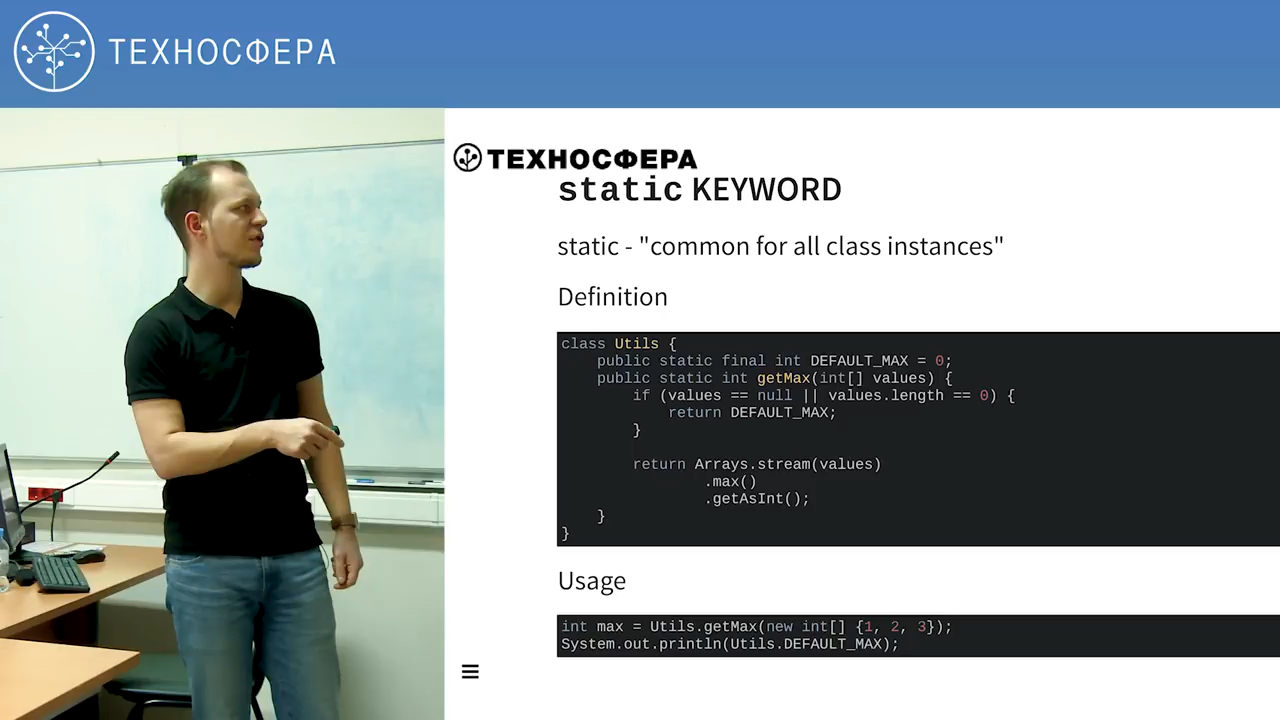 ТЕХНОСФЕРА
ТЕХНОСФЕРА
static KEYWORD
static - "common for all class instances"
Definition
class Utils {
    public static final int DEFAULT_MAX = 0;
    public static int getMax(int[] values) {
        if (values == null || values.length == 0) {
            return DEFAULT_MAX;
        }

        return Arrays.stream(values)
                .max()
                .getAsInt();
    }
}
Usage
int max = Utils.getMax(new int[] {1, 2, 3});
System.out.println(Utils.DEFAULT_MAX);